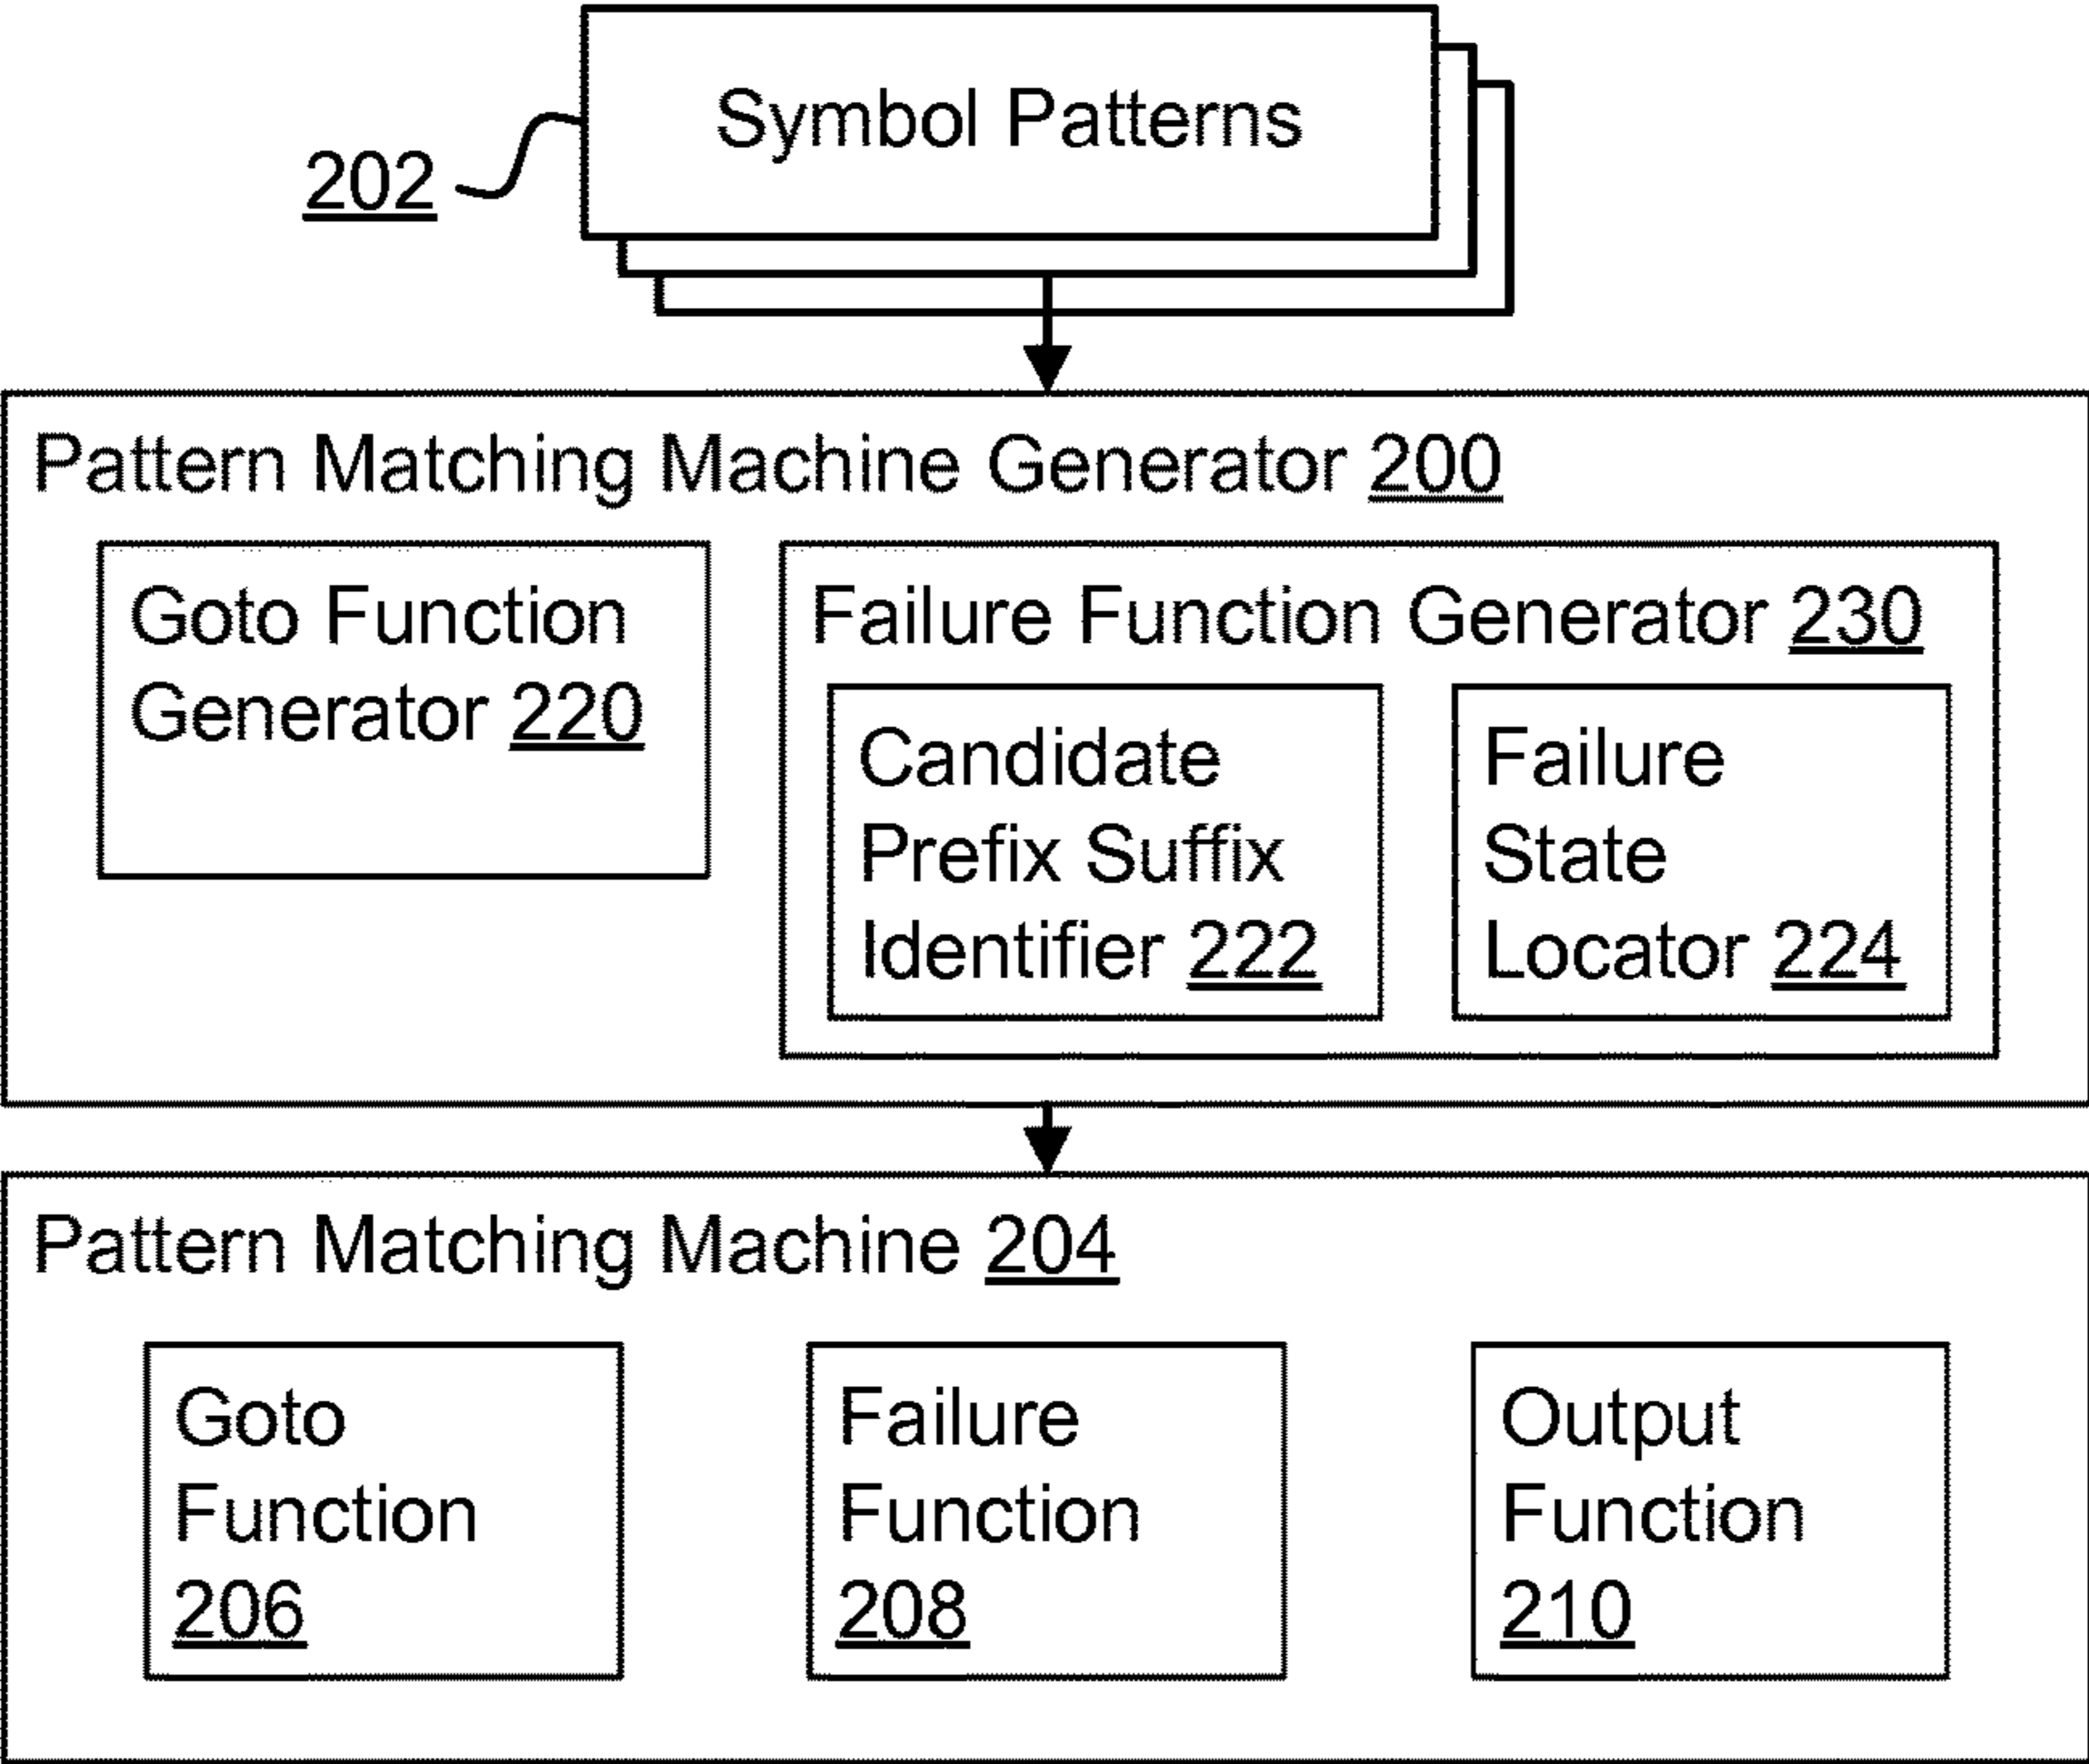 Symbol Patterns
202
Pattern Matching Machine Generator 200
Goto Function
Generator 220
Failure Function Generator 230
Candidate
Prefix Suffix
Identifier 222
Failure
State
Locator 224
Pattern Matching Machine 204
Goto
Function
206
Failure
Function
208
Output
Function
210